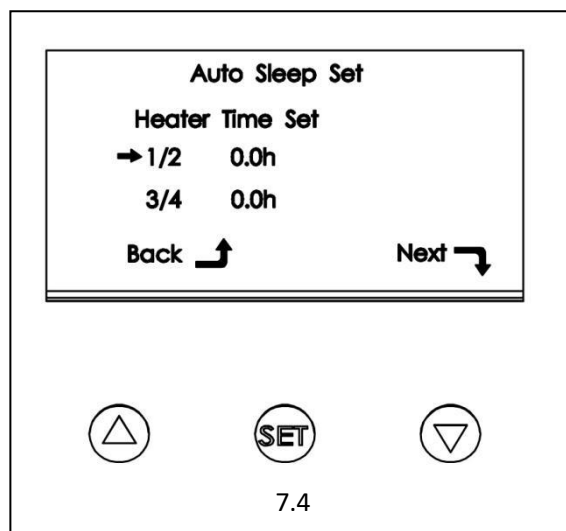 Auto Sleep Set
Heater Time Set
→1/2 0.0h
3/4 0.0h
Back Next
SET
7.4